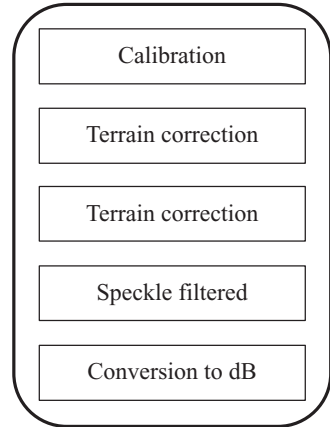 Calibration
Terrain correction
Terrain correction
Speckle filtered
Conversion to dB